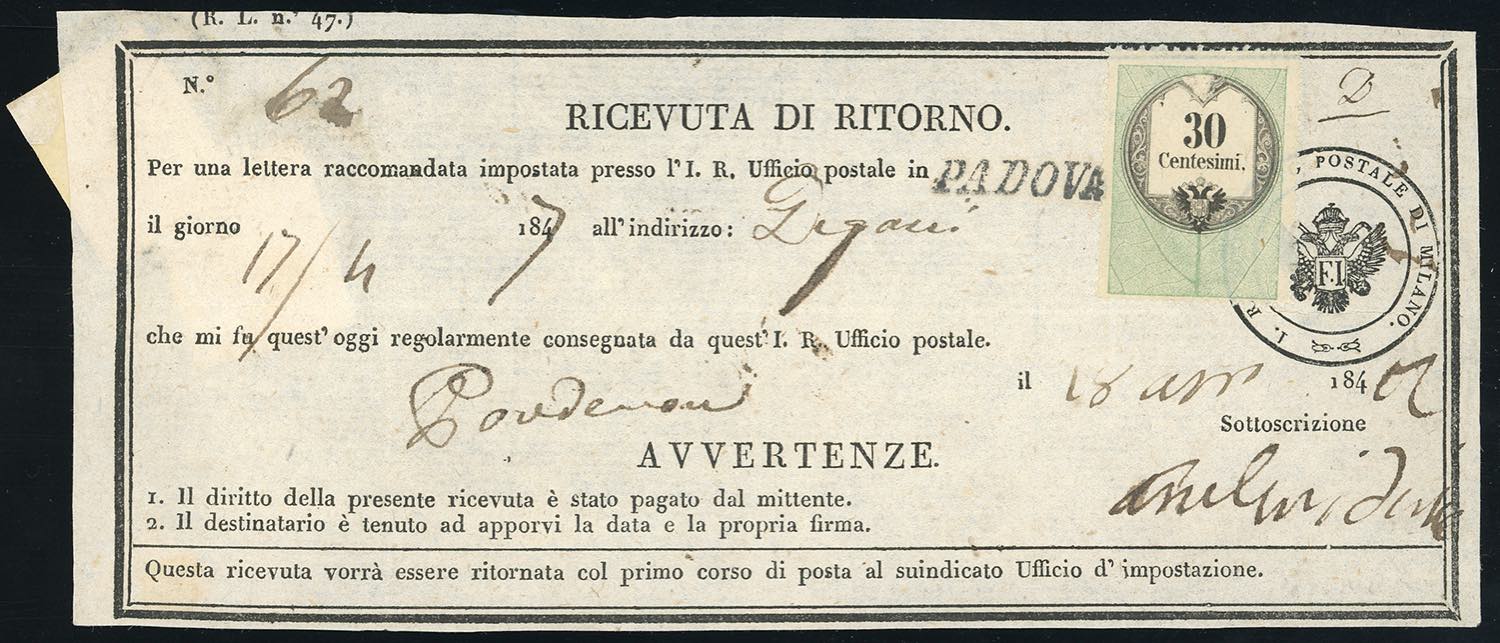 (R. L. n.º 47.)
N.º 62
RICEVUTA DI RITORNO.
30
Centesimi.
Per una lettera raccomandata impostata presso l'I. R. Ufficio postale in PADOVA
POSTALE DI MILANO.
I. R.
F.I
il giorno 17/4 1847 all'indirizzo:
che mi fu quest'oggi regolarmente consegnata da quest'I. R. Ufficio postale.
il 18 184
Sottoscrizione
AVVERTENZE.
1. Il diritto della presente ricevuta è stato pagato dal mittente.
2. Il destinatario è tenuto ad apporvi la data e la propria firma.
Questa ricevuta vorrà essere ritornata col primo corso di posta al suindicato Ufficio d'impostazione.